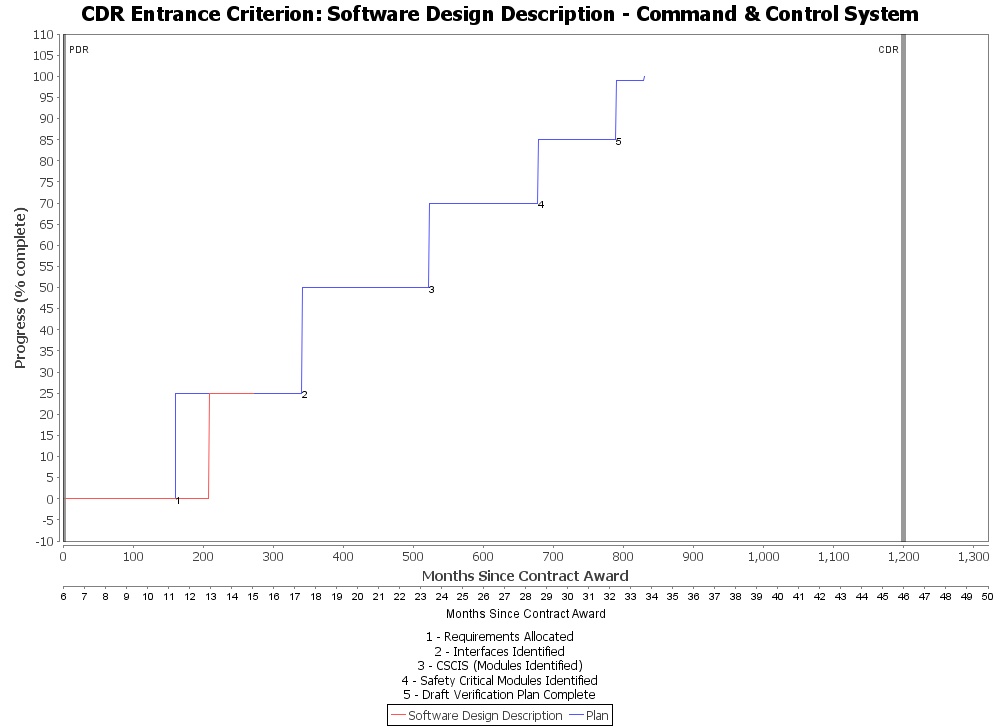 CDR Entrance Criterion: Software Design Description - Command & Control System
110
105
100
95
90
85
80
75
70
65
60
55
50
45
40
35
30
25
20
15
10
5
0
-5
-10
Progress (% complete)
PDR
CDR
1
2
3
4
5
0 100 200 300 400 500 600 700 800 900 1,000 1,100 1,200 1,300
Months Since Contract Award
6 7 8 9 10 11 12 13 14 15 16 17 18 19 20 21 22 23 24 25 26 27 28 29 30 31 32 33 34 35 36 37 38 39 40 41 42 43 44 45 46 47 48 49 50
Months Since Contract Award
1 - Requirements Allocated
2 - Interfaces Identified
3 - CSCIS (Modules Identified)
4 - Safety Critical Modules Identified
5 - Draft Verification Plan Complete
Software Design Description Plan